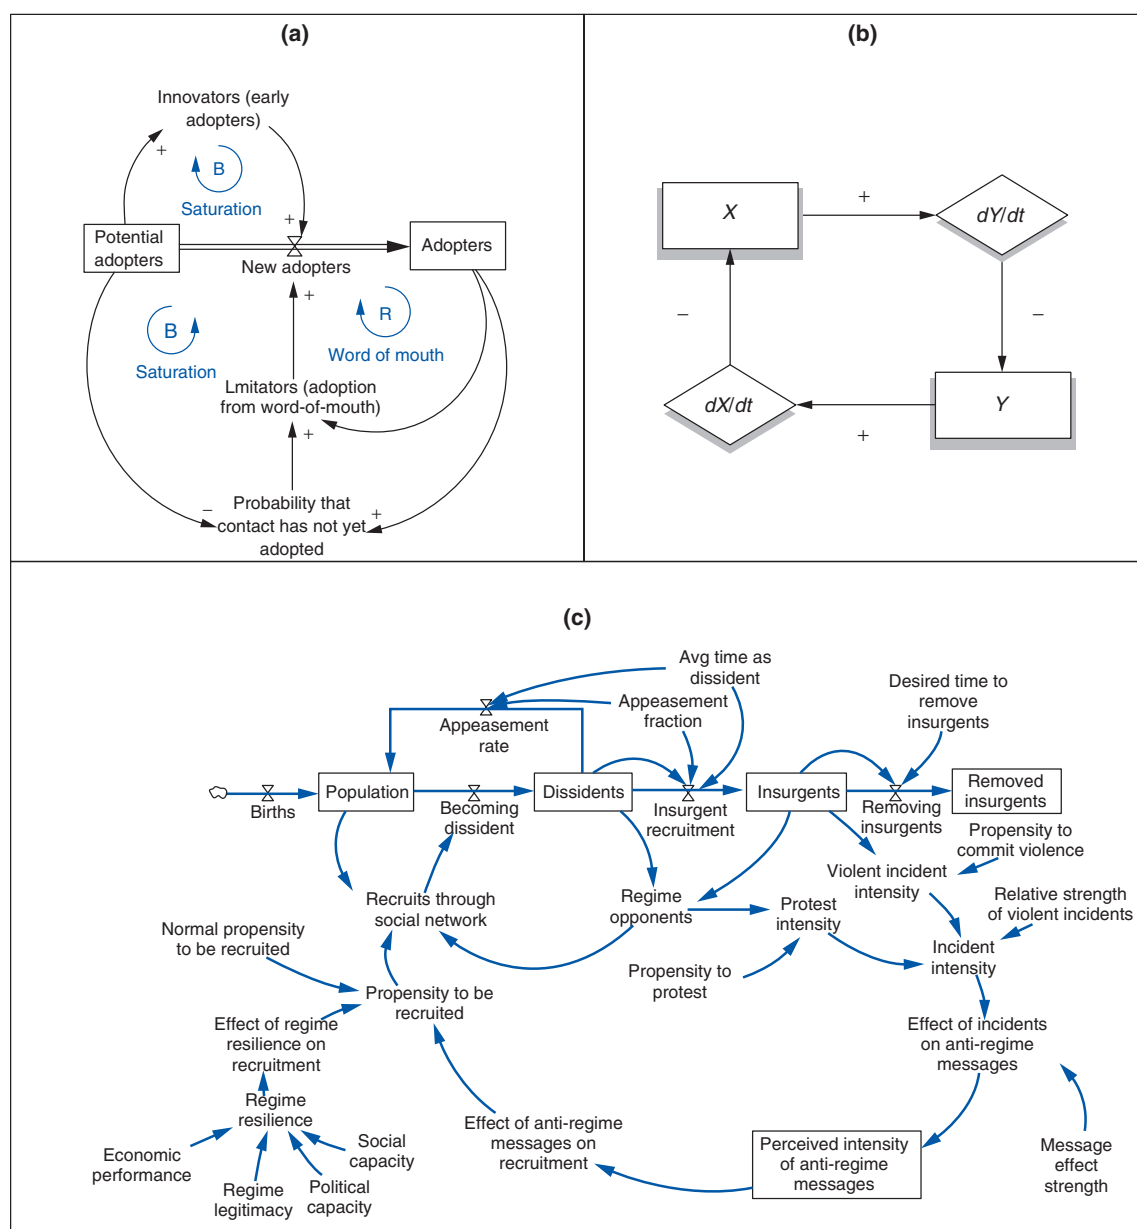 (a)
Innovators (early
adopters)
+
B
Saturation
+
Potential
adopters
New adopters
Adopters
+
B
Saturation
R
Word of mouth
Lmitators (adoption
from word-of-mouth)
+
−
Probability that
contact has not yet
adopted
+
(b)
X
+
dY/dt
−
−
dX/dt
+
Y
(c)
Avg time as
dissident
Desired time to
remove
insurgents
Appeasement
fraction
Appeasement
rate
Births
Population
Becoming
dissident
Dissidents
Insurgent
recruitment
Insurgents
Removing
insurgents
Removed
insurgents
Propensity to
commit violence
Violent incident
intensity
Relative strength
of violent incidents
Recruits through
social network
Regime
opponents
Protest
intensity
Normal propensity
to be recruited
Incident
intensity
Propensity to
protest
Propensity to be
recruited
Effect of regime
resilience on
recruitment
Effect of incidents
on anti-regime
messages
Regime
resilience
Economic
performance
Regime
legitimacy
Political
capacity
Social
capacity
Effect of anti-regime
messages on
recruitment
Perceived intensity
of anti-regime
messages
Message
effect
strength